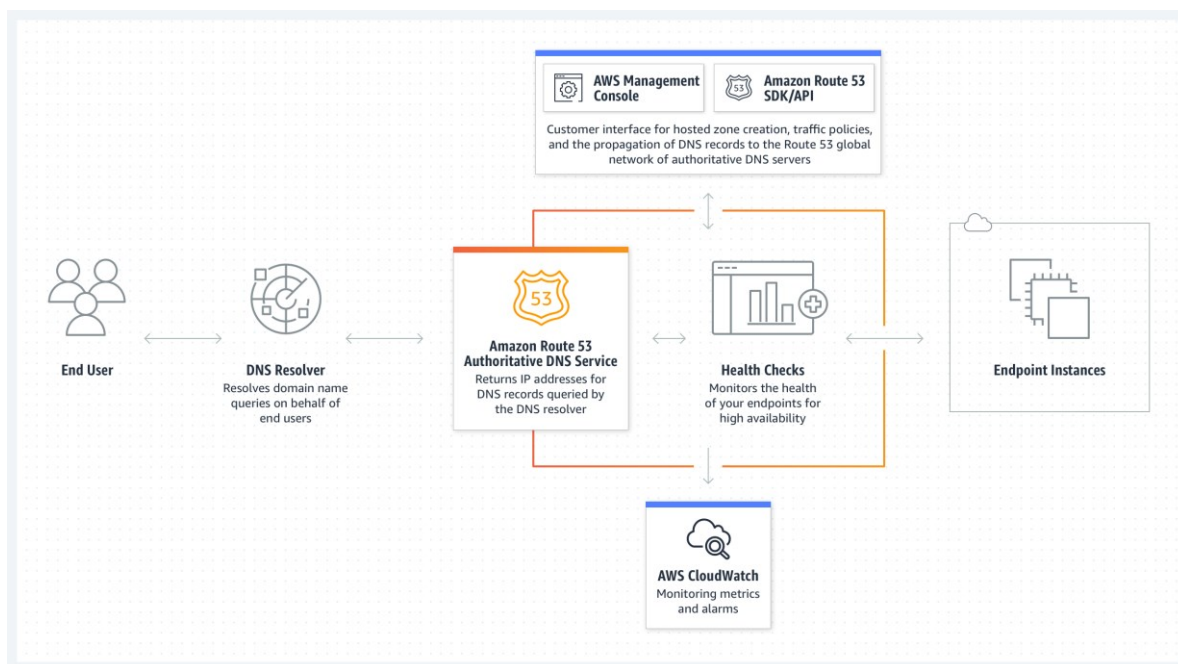 AWS Management
Console
53
Amazon Route 53
SDK/API
Customer interface for hosted zone creation, traffic policies,
and the propagation of DNS records to the Route 53 global
network of authoritative DNS servers
End User
DNS Resolver
Resolves domain name
queries on behalf of
end users
53
Amazon Route 53
Authoritative DNS Service
Returns IP addresses for
DNS records queried by
the DNS resolver
Health Checks
Monitors the health
of your endpoints for
high availability
Endpoint Instances
AWS CloudWatch
Monitoring metrics
and alarms